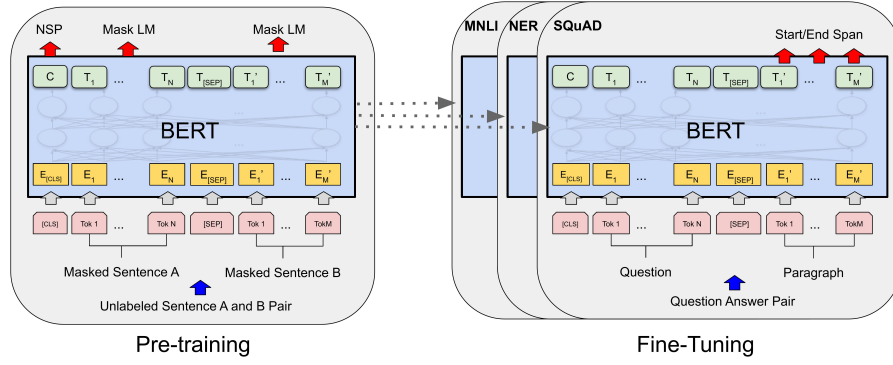 NSP Mask LM Mask LM
C T1 ... TN T[SEP] T1' ... TM'
BERT
E[CLS] E1 ... EN E[SEP] E1' ... EM'
[CLS] Tok 1 ... Tok N [SEP] Tok 1 ... TokM
Masked Sentence A Masked Sentence B
Unlabeled Sentence A and B Pair
Pre-training
MNLI NER SQuAD
Start/End Span
C T1 ... TN T[SEP] T1' ... TM'
BERT
E[CLS] E1 ... EN E[SEP] E1' ... EM'
[CLS] Tok 1 ... Tok N [SEP] Tok 1 ... TokM
Question Paragraph
Question Answer Pair
Fine-Tuning